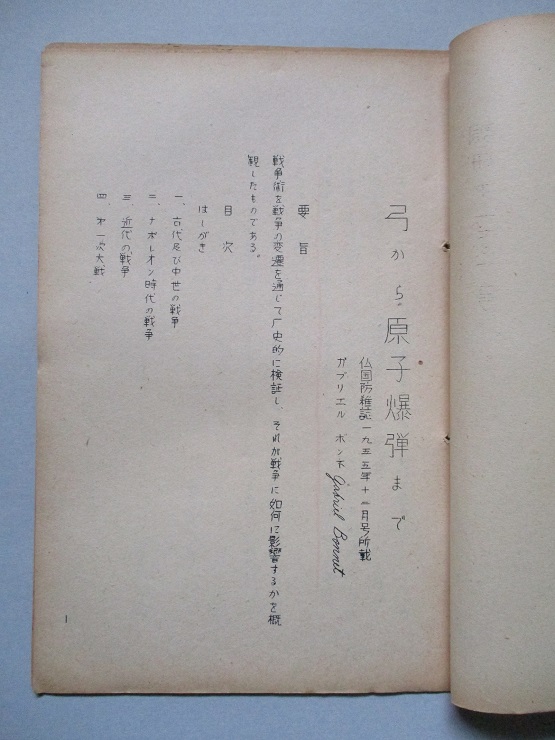 弓から原子爆弾まで
仏国防雑誌一九五五年十一月号所載
ガブリエル ボンネ Gabriel Bonnet
要旨
戦争術を戦争の変遷を通じて厂史的に検証し、それが戦争に如何に影響するかを概
観したものである。
目次
はしがき
一、古代及び中世の戦争
二、ナポレオン時代の戦争
三、近代の戦争
四、第一次大戦
1